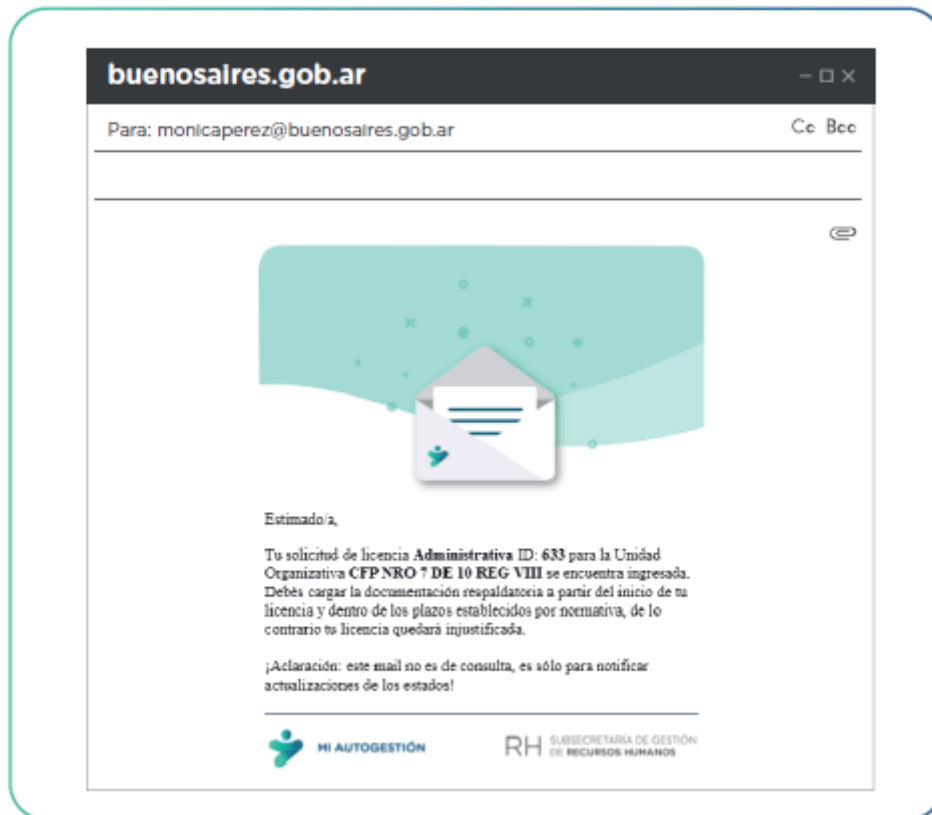 buenosaires.gob.ar
Para: monicaperez@buenosaires.gob.ar Cc Bcc
Estimado/a,
Tu solicitud de licencia Administrativa ID: 633 para la Unidad
Organizativa CFP NRO 7 DE 10 REG VIII se encuentra ingresada.
Debés cargar la documentación respaldatoria a partir del inicio de tu
licencia y dentro de los plazos establecidos por normativa, de lo
contrario tu licencia quedará injustificada.
¡Aclaración: este mail no es de consulta, es sólo para notificar
actualizaciones de los estados!
MI AUTOGESTIÓN
RH SUBSECRETARÍA DE GESTIÓN
DE RECURSOS HUMANOS